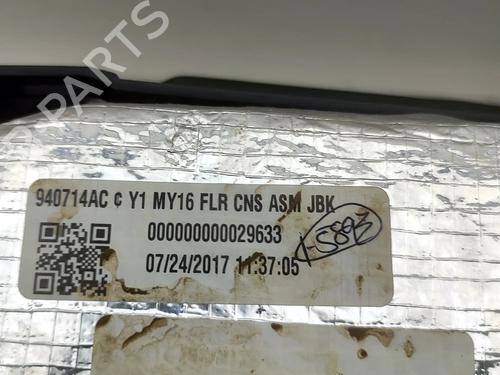 PARTS
940714AC ¢ Y1 MY16 FLR CNS ASM JBK
000000000029633
07/24/2017 11:37:05